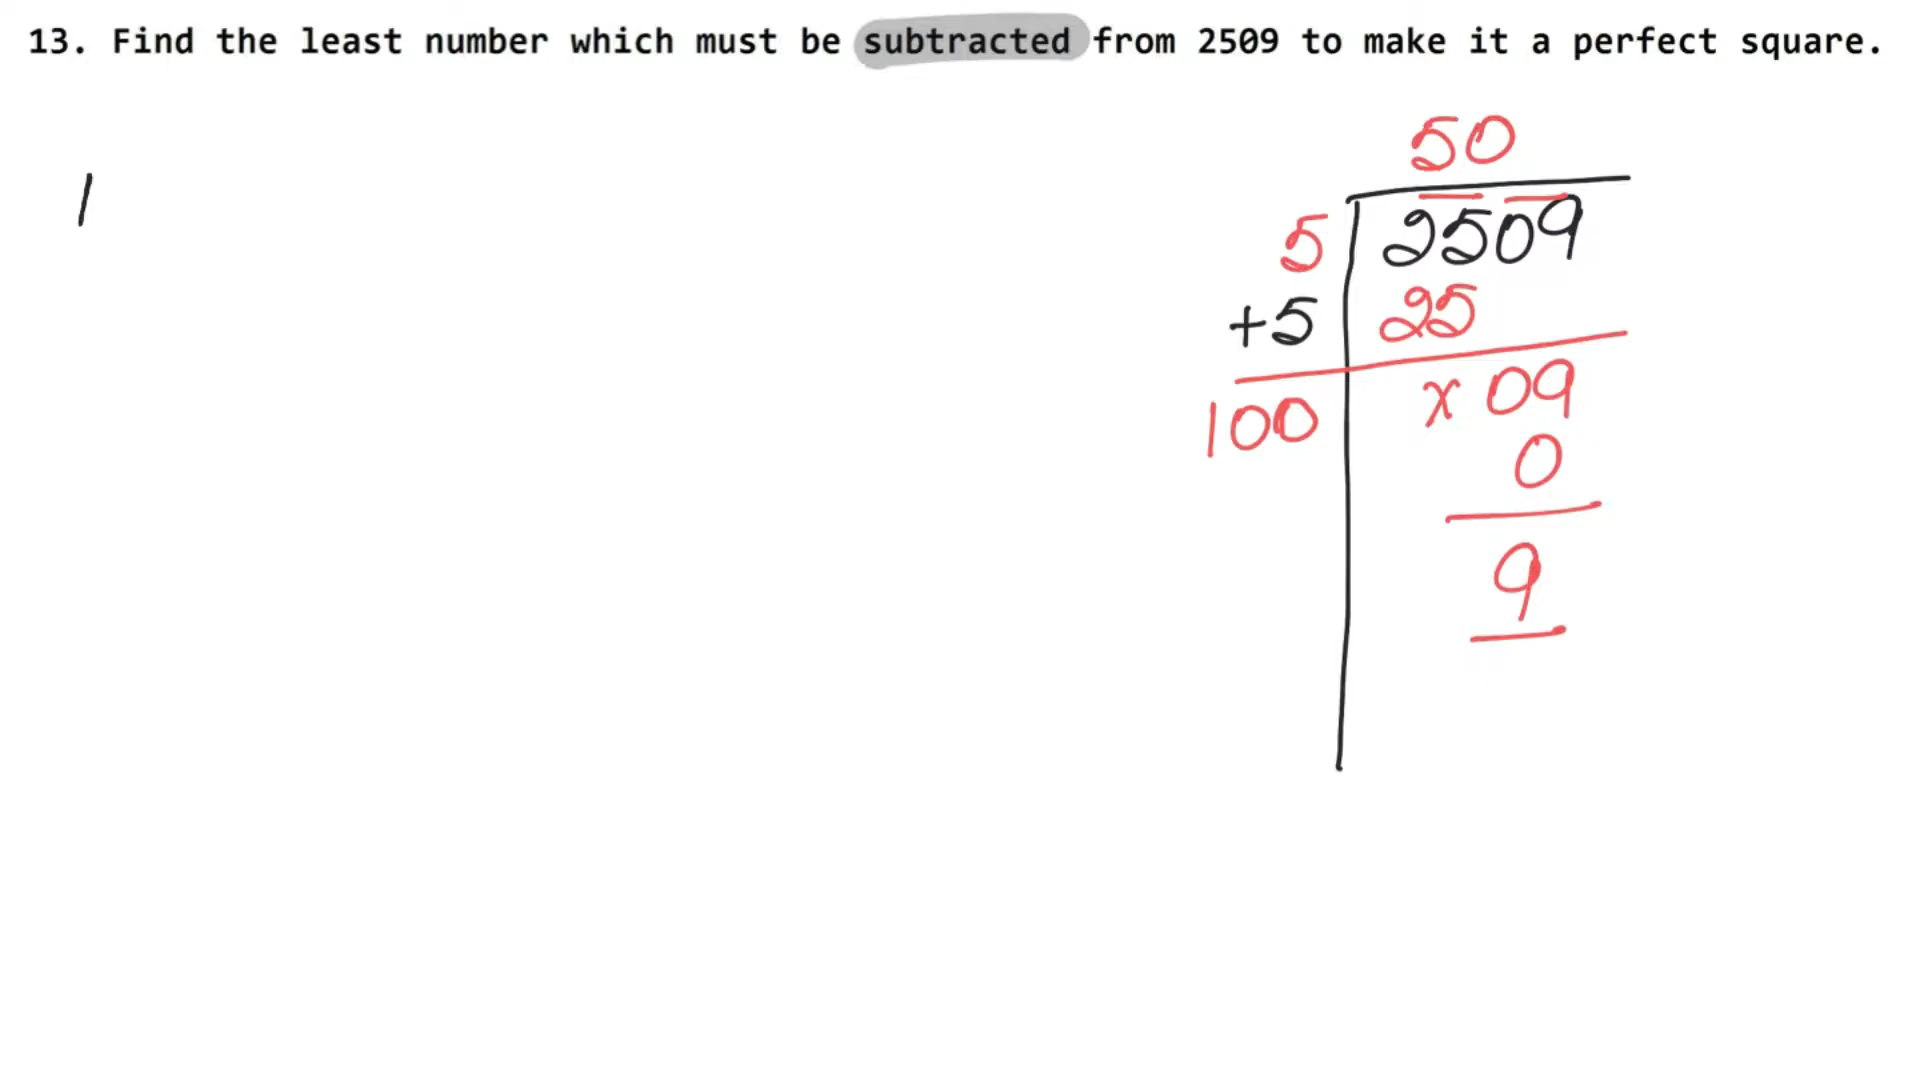 13. Find the least number which must be subtracted from 2509 to make it a perfect square.
50
5 2509
+5 25
100 x 09
0
9